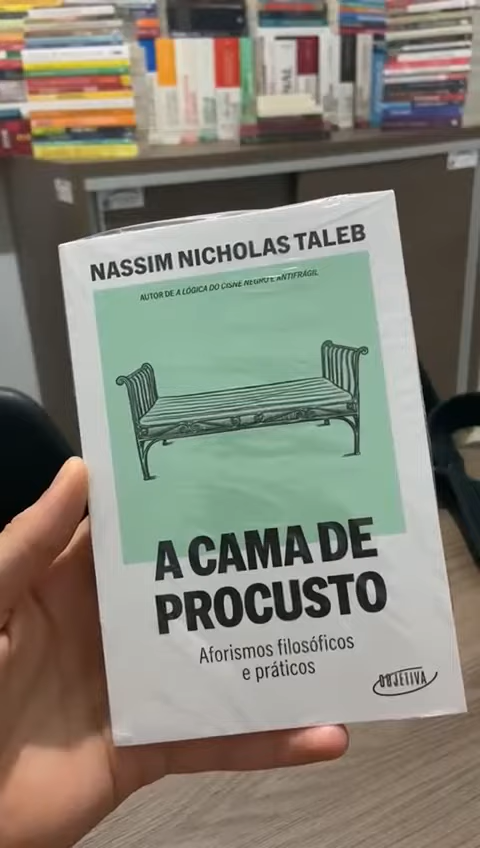 NASSIM NICHOLAS TALEB
AUTOR DE A LÓGICA DO CISNE NEGRO E ANTIFRÁGIL
A CAMA DE
PROCUSTO
Aforismos filosóficos
e práticos
OBJETIVA